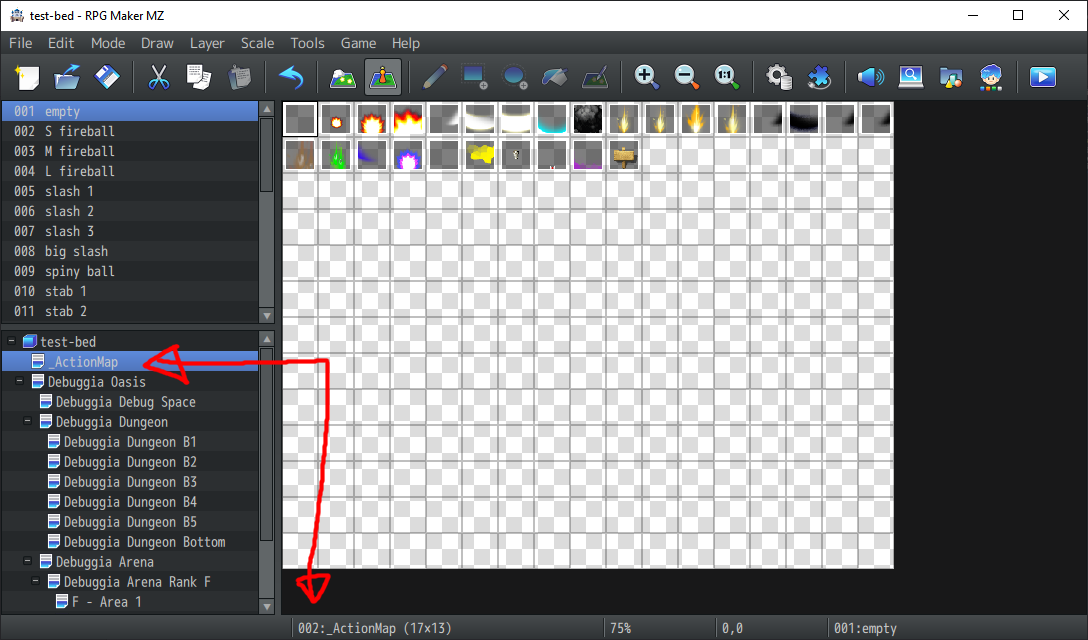 test-bed - RPG Maker MZ
File Edit Mode Draw Layer Scale Tools Game Help
1:1
001 empty
002 S fireball
003 M fireball
004 L fireball
005 slash 1
006 slash 2
007 slash 3
008 big slash
009 spiny ball
010 stab 1
011 stab 2
test-bed
_ActionMap
Debuggia Oasis
Debuggia Debug Space
Debuggia Dungeon
Debuggia Dungeon B1
Debuggia Dungeon B2
Debuggia Dungeon B3
Debuggia Dungeon B4
Debuggia Dungeon B5
Debuggia Dungeon Bottom
Debuggia Arena
Debuggia Arena Rank F
F - Area 1
002:_ActionMap (17×13) 75% 0,0 001:empty